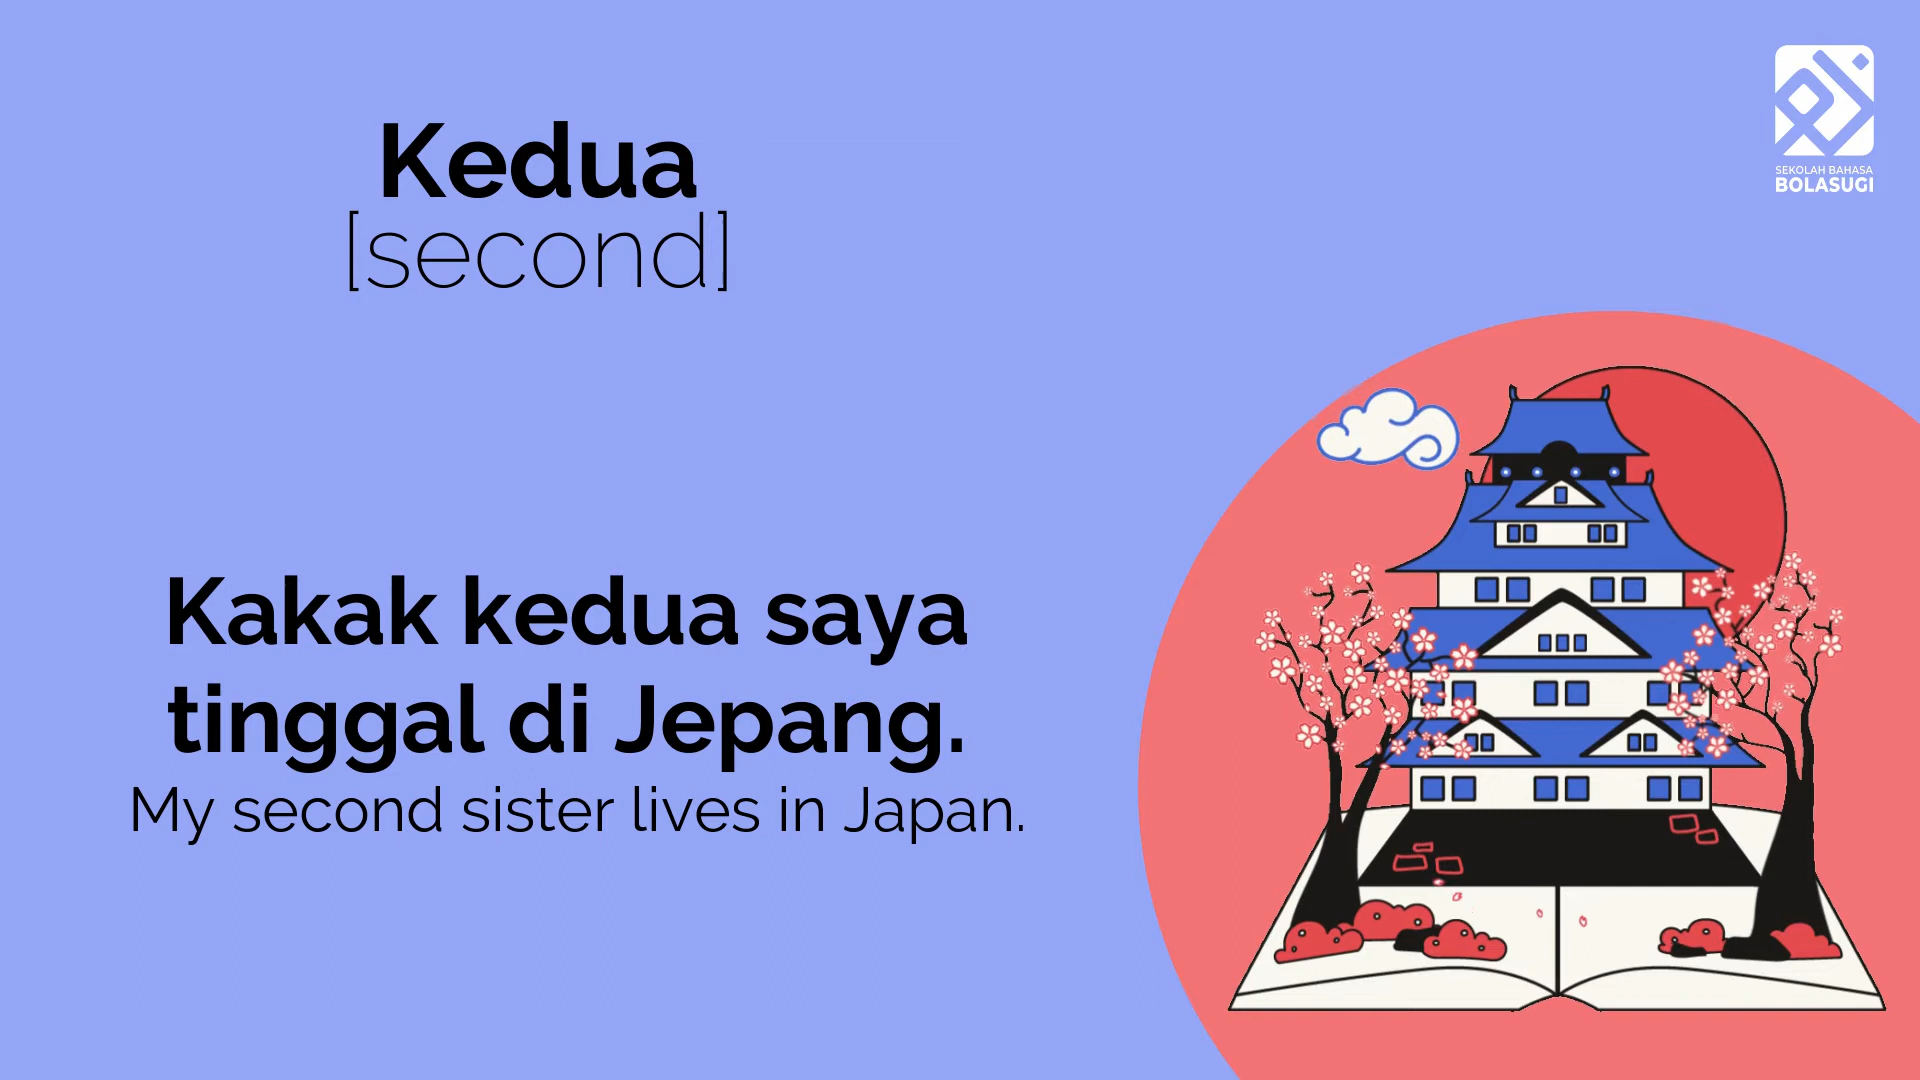 Kedua
[second]
Kakak kedua saya
tinggal di Jepang.
My second sister lives in Japan.
SEKOLAH BAHASA
BOLASUGI